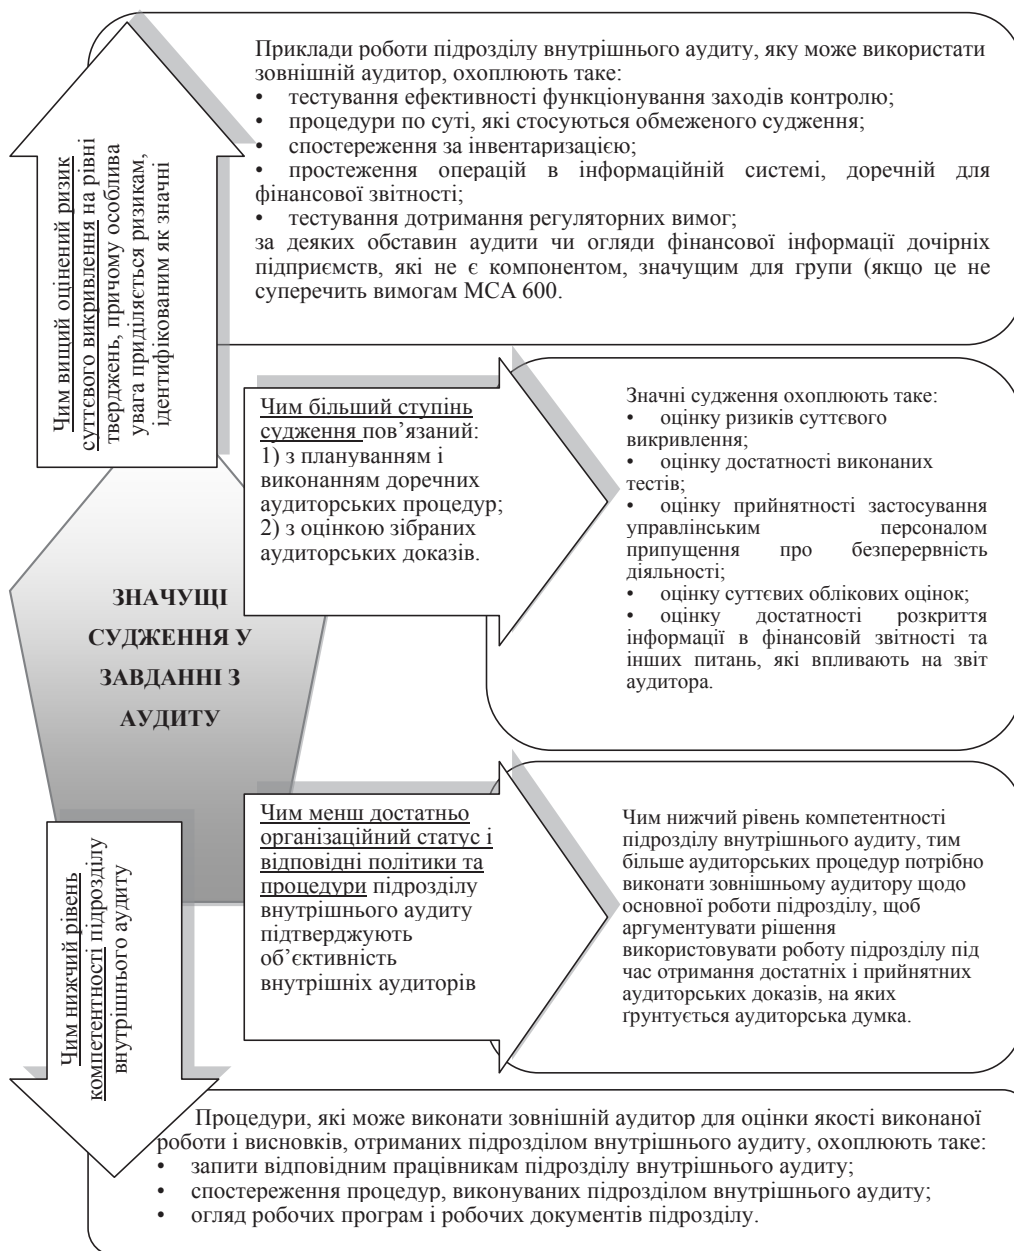 Приклади роботи підрозділу внутрішнього аудиту, яку може використати
зовнішній аудитор, охоплюють таке:
• тестування ефективності функціонування заходів контролю;
• процедури по суті, які стосуються обмеженого судження;
• спостереження за інвентаризацією;
• простеження операцій в інформаційній системі, доречній для
фінансової звітності;
• тестування дотримання регуляторних вимог;
за деяких обставин аудити чи огляди фінансової інформації дочірніх
підприємств, які не є компонентом, значущим для групи (якщо це не
суперечить вимогам МСА 600.
Чим вищий оцінений ризик
суттєвого викривлення на рівні
тверджень, причому особлива
увага приділяється ризикам,
ідентифікованим як значні
Чим більший ступінь
судження пов’язаний:
1) з плануванням і
виконанням доречних
аудиторських процедур;
2) з оцінкою зібраних
аудиторських доказів.
Значні судження охоплюють таке:
• оцінку ризиків суттєвого
викривлення;
• оцінку достатності виконаних
тестів;
• оцінку прийнятності застосування
управлінським персоналом
припущення про безперервність
діяльності;
• оцінку суттєвих облікових оцінок;
• оцінку достатності розкриття
інформації в фінансовій звітності та
інших питань, які впливають на звіт
аудитора.
ЗНАЧУЩІ
СУДЖЕННЯ У
ЗАВДАННІ З
АУДИТУ
Чим менш достатньо
організаційний статус і
відповідні політики та
процедури підрозділу
внутрішнього аудиту
підтверджують
об’єктивність
внутрішніх аудиторів
Чим нижчий рівень компетентності
підрозділу внутрішнього аудиту, тим
більше аудиторських процедур потрібно
виконати зовнішньому аудитору щодо
основної роботи підрозділу, щоб
аргументувати рішення
використовувати роботу підрозділу під
час отримання достатніх і прийнятних
аудиторських доказів, на яких
ґрунтується аудиторська думка.
Чим нижчий рівень
компетентності підрозділу
внутрішнього аудиту
Процедури, які може виконати зовнішній аудитор для оцінки якості виконаної
роботи і висновків, отриманих підрозділом внутрішнього аудиту, охоплюють таке:
• запити відповідним працівникам підрозділу внутрішнього аудиту;
• спостереження процедур, виконуваних підрозділом внутрішнього аудиту;
• огляд робочих програм і робочих документів підрозділу.